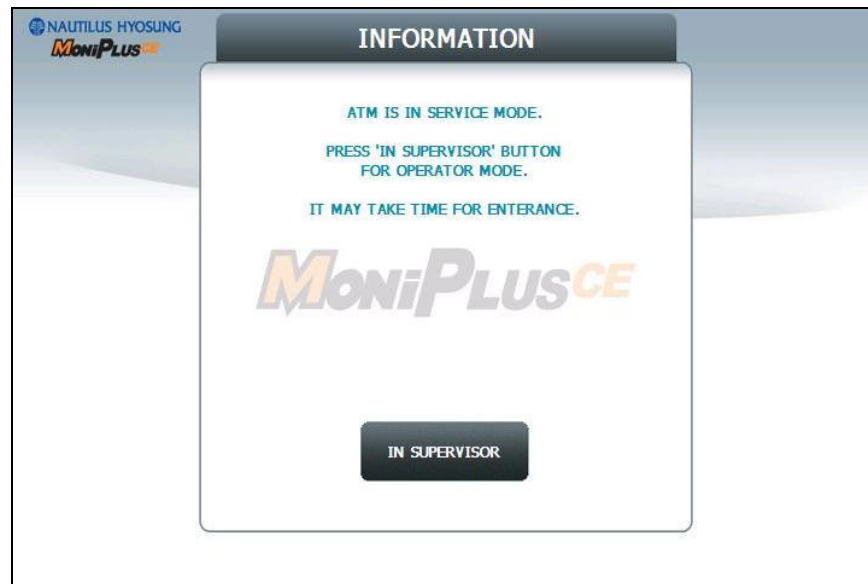 NAUTILUS HYOSUNG
MONiPLUSCE
INFORMATION
ATM IS IN SERVICE MODE.
PRESS 'IN SUPERVISOR' BUTTON
FOR OPERATOR MODE.
IT MAY TAKE TIME FOR ENTERANCE.
MONiPLUSCE
IN SUPERVISOR